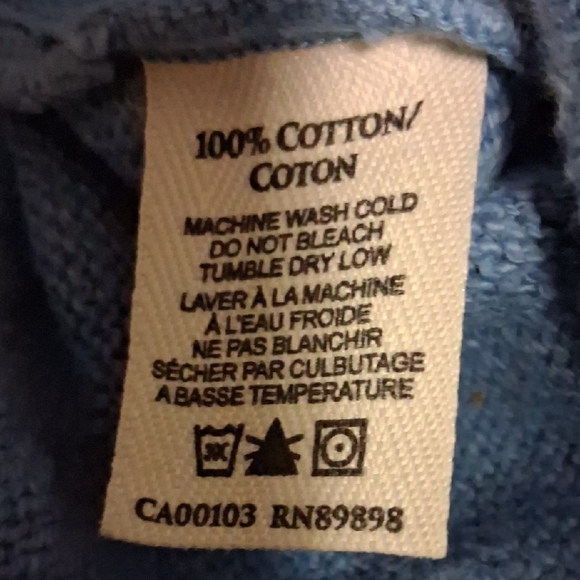 100% COTTON/
COTON
MACHINE WASH COLD
DO NOT BLEACH
TUMBLE DRY LOW
LAVER À LA MACHINE
À L'EAU FROIDE
NE PAS BLANCHIR
SÉCHER PAR CULBUTAGE
A BASSE TEMPERATURE
CA00103 RN89898